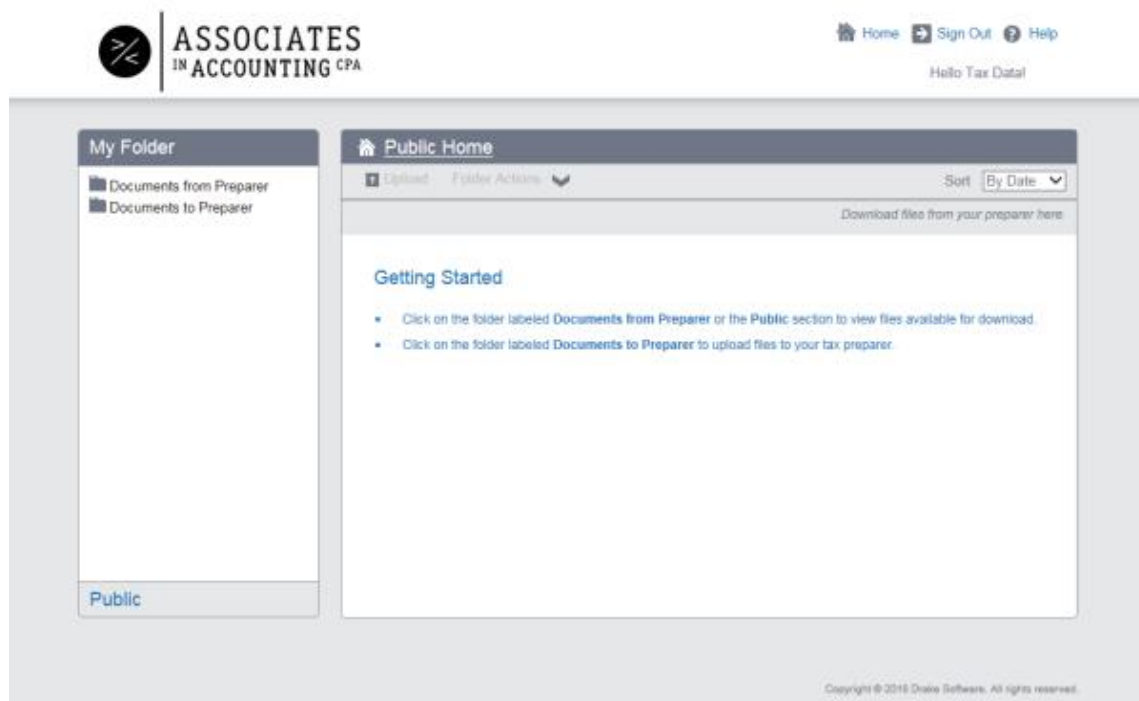 ASSOCIATES
IN ACCOUNTING CPA
Home Sign Out Help
Hello Tax Data!
My Folder
Documents from Preparer
Documents to Preparer
Public
Public Home
Upload Folder Actions Sort By Date
Download files from your preparer here.
Getting Started
Click on the folder labeled Documents from Preparer or the Public section to view files available for download.
Click on the folder labeled Documents to Preparer to upload files to your tax preparer.
Copyright © 2016 Drake Software. All rights reserved.